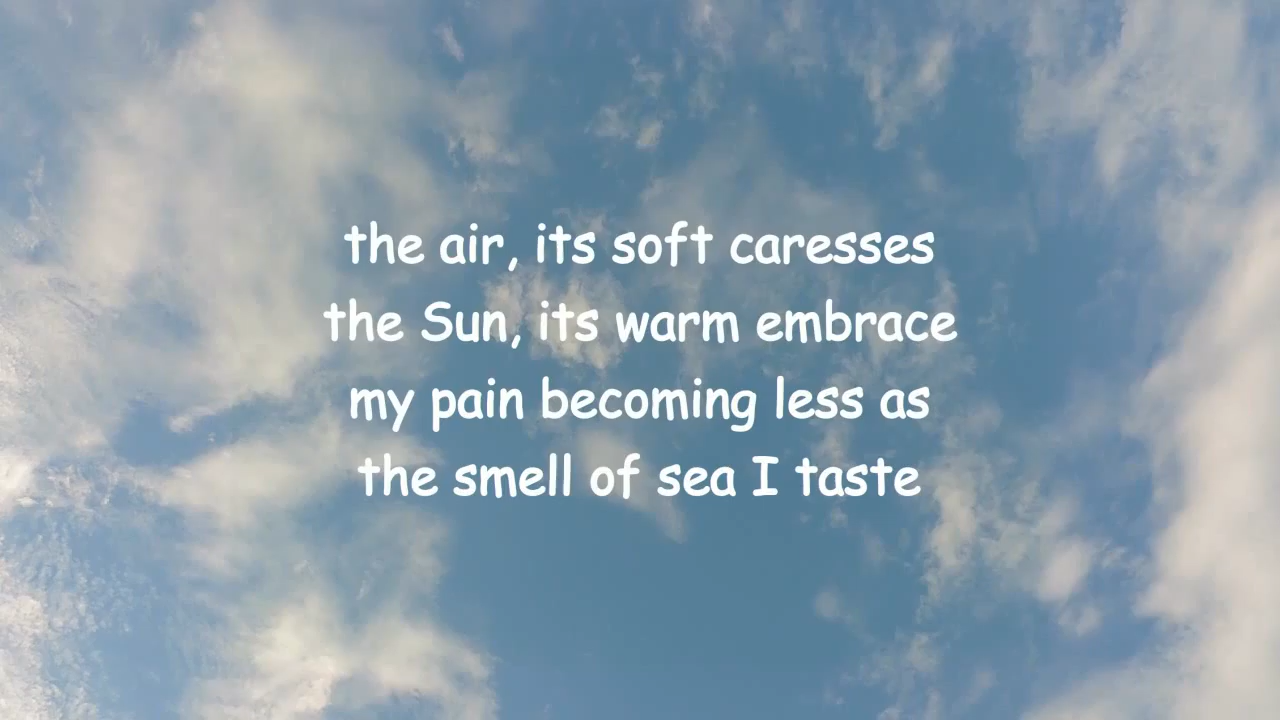 the air, its soft caresses
the Sun, its warm embrace
my pain becoming less as
the smell of sea I taste